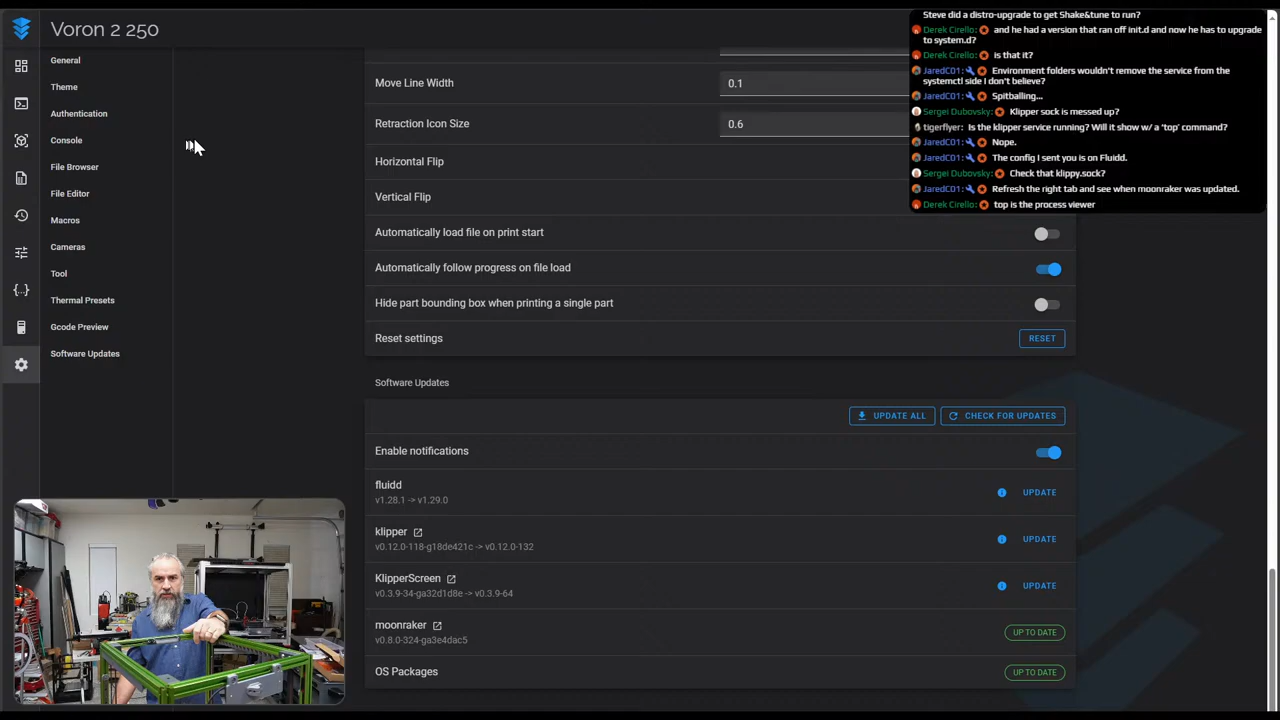 Voron 2 250
General
Theme
Authentication
Console
File Browser
File Editor
Macros
Cameras
Tool
Thermal Presets
Gcode Preview
Software Updates
Move Line Width
0.1
Retraction Icon Size
0.6
Horizontal Flip
Vertical Flip
Automatically load file on print start
Automatically follow progress on file load
Hide part bounding box when printing a single part
Reset settings
RESET
Software Updates
UPDATE ALL
CHECK FOR UPDATES
Enable notifications
fluidd
v1.28.1 -> v1.29.0
UPDATE
klipper
v0.12.0-118-g18de421c -> v0.12.0-132
UPDATE
KlipperScreen
v0.3.9-34-ga32d1d8e -> v0.3.9-64
UPDATE
moonraker
v0.8.0-324-ga3e4dac5
UP TO DATE
OS Packages
UP TO DATE
Steve did a distro-upgrade to get Shake&tune to run?
Derek Cirello: and he had a version that ran off init.d and now he has to upgrade
to system.d?
Derek Cirello: is that it?
JaredC01: Environment folders wouldn't remove the service from the
systemctl side I don't believe?
JaredC01: Spitballing...
Sergei Dubovsky: Klipper sock is messed up?
tigerflyer: Is the klipper service running? Will it show w/ a 'top' command?
JaredC01: Nope.
JaredC01: The config I sent you is on Fluidd.
Sergei Dubovsky: Check that klippy.sock?
JaredC01: Refresh the right tab and see when moonraker was updated.
Derek Cirello: top is the process viewer